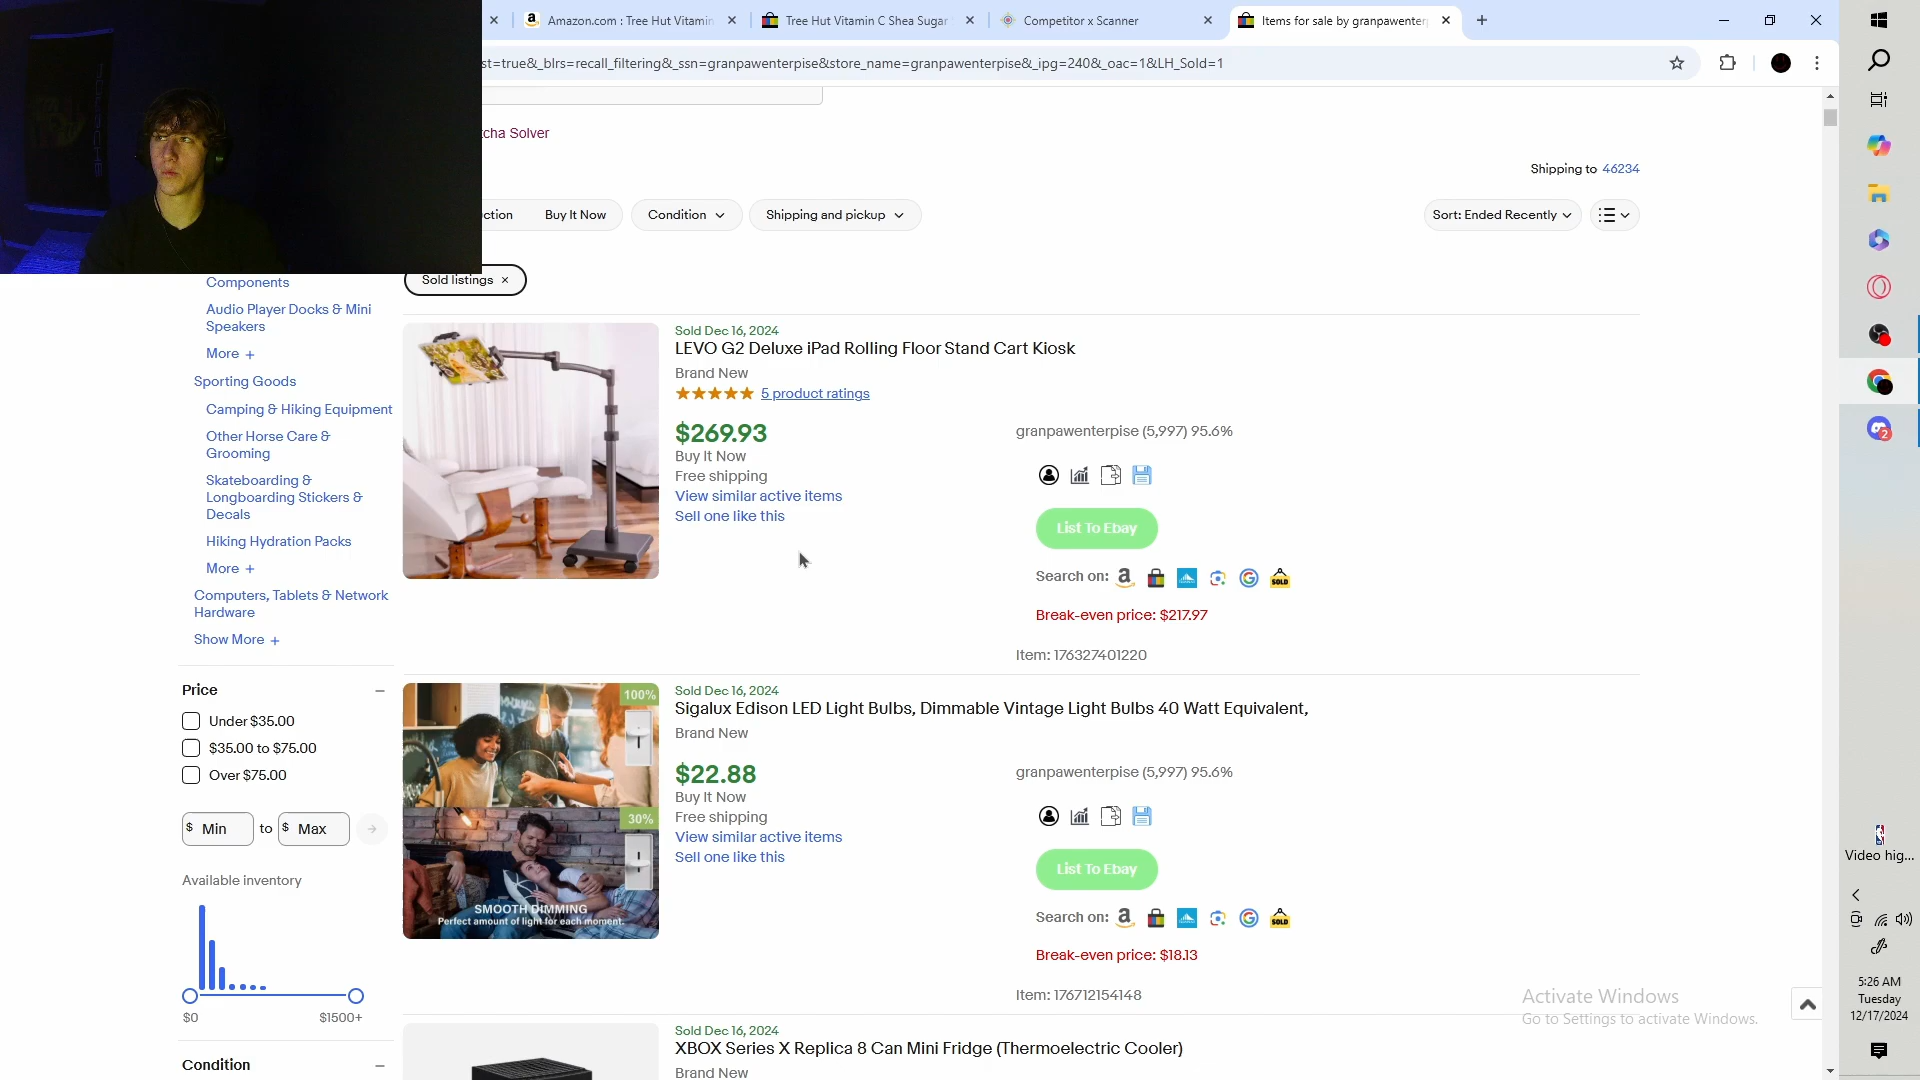 Amazon.com : Tree Hut Vitamin
Tree Hut Vitamin C Shea Sugar
Competitor x Scanner
Items for sale by granpawenter
st=true&_blrs=recall_filtering&_ssn=granpawenterpise&store_name=granpawenterpise&_ipg=240&_oac=1&LH_Sold=1
tcha Solver
Shipping to 46234
ction
Buy It Now
Condition
Shipping and pickup
Sort: Ended Recently
Sold listings ×
Components
Audio Player Docks & Mini
Speakers
More +
Sporting Goods
Camping & Hiking Equipment
Other Horse Care &
Grooming
Skateboarding &
Longboarding Stickers &
Decals
Hiking Hydration Packs
More +
Computers, Tablets & Network
Hardware
Show More +
Price
Under $35.00
$35.00 to $75.00
Over $75.00
$ Min to $ Max
Available inventory
$0
$1500+
Condition
Sold Dec 16, 2024
LEVO G2 Deluxe iPad Rolling Floor Stand Cart Kiosk
Brand New
5 product ratings
$269.93
Buy It Now
Free shipping
View similar active items
Sell one like this
granpawenterpise (5,997) 95.6%
List To Ebay
Search on:
SOLD
Break-even price: $217.97
Item: 176327401220
100%
30%
SMOOTH DIMMING
Perfect amount of light for each moment.
Sold Dec 16, 2024
Sigalux Edison LED Light Bulbs, Dimmable Vintage Light Bulbs 40 Watt Equivalent,
Brand New
$22.88
Buy It Now
Free shipping
View similar active items
Sell one like this
granpawenterpise (5,997) 95.6%
List To Ebay
Search on:
SOLD
Break-even price: $18.13
Item: 176712154148
Sold Dec 16, 2024
XBOX Series X Replica 8 Can Mini Fridge (Thermoelectric Cooler)
Brand New
Activate Windows
Go to Settings to activate Windows.
2
Video hig...
5:26 AM
Tuesday
12/17/2024